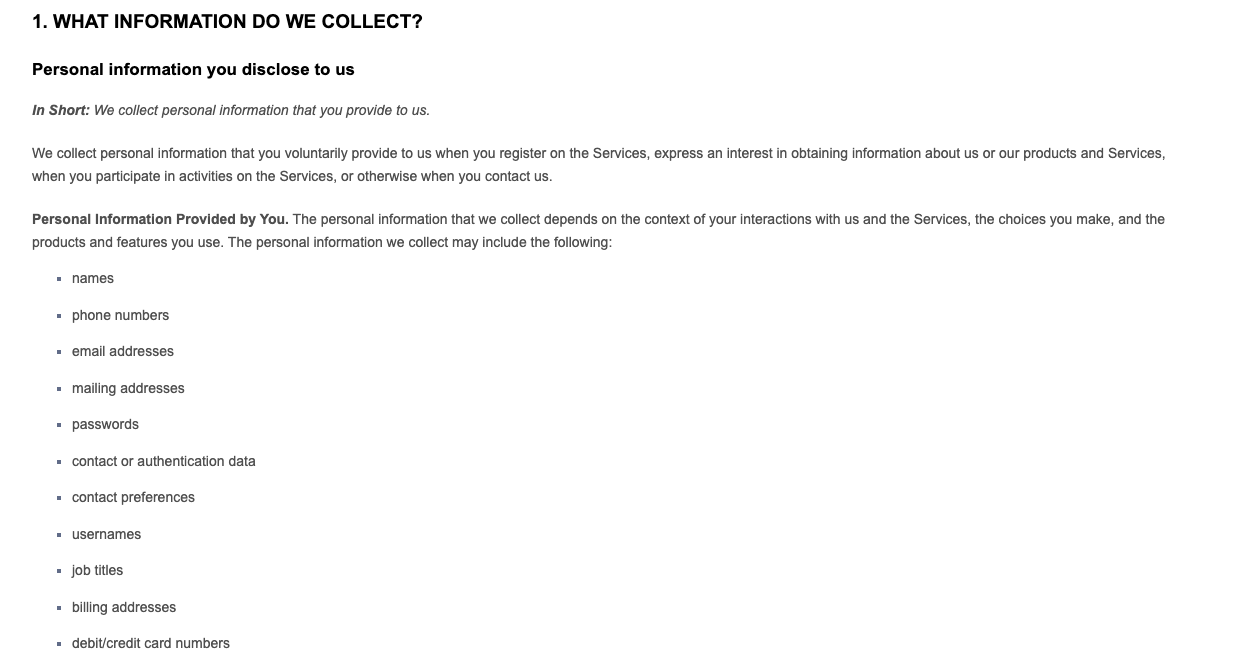 1. WHAT INFORMATION DO WE COLLECT?
Personal information you disclose to us
In Short: We collect personal information that you provide to us.
We collect personal information that you voluntarily provide to us when you register on the Services, express an interest in obtaining information about us or our products and Services,
when you participate in activities on the Services, or otherwise when you contact us.
Personal Information Provided by You. The personal information that we collect depends on the context of your interactions with us and the Services, the choices you make, and the
products and features you use. The personal information we collect may include the following:
▪ names
▪ phone numbers
▪ email addresses
▪ mailing addresses
▪ passwords
▪ contact or authentication data
▪ contact preferences
▪ usernames
▪ job titles
▪ billing addresses
▪ debit/credit card numbers